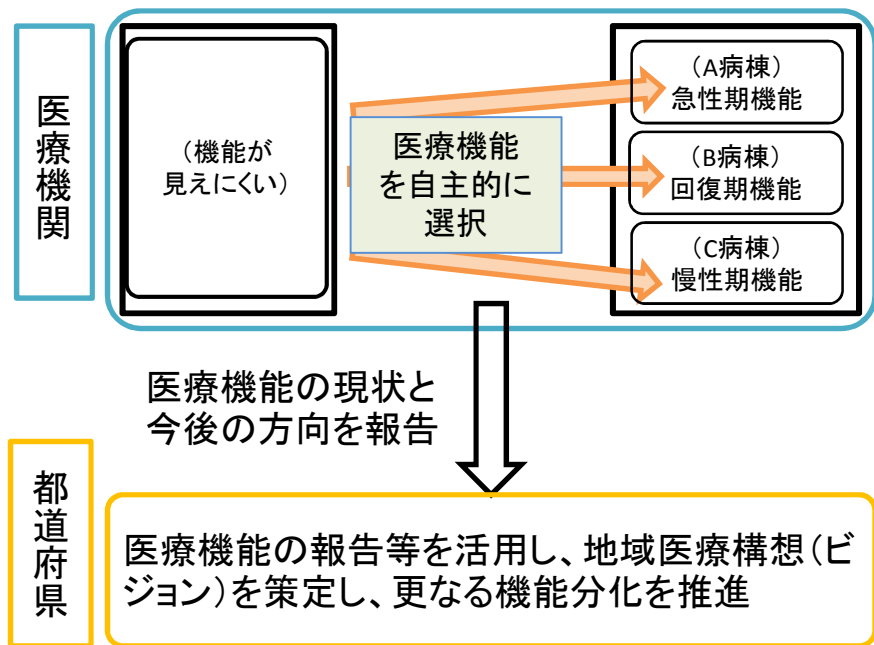 医療機関
（機能が
見えにくい）
医療機能
を自主的に
選択
（A病棟）
急性期機能
（B病棟）
回復期機能
（C病棟）
慢性期機能
医療機能の現状と
今後の方向を報告
都道府県
医療機能の報告等を活用し、地域医療構想（ビ
ジョン）を策定し、更なる機能分化を推進